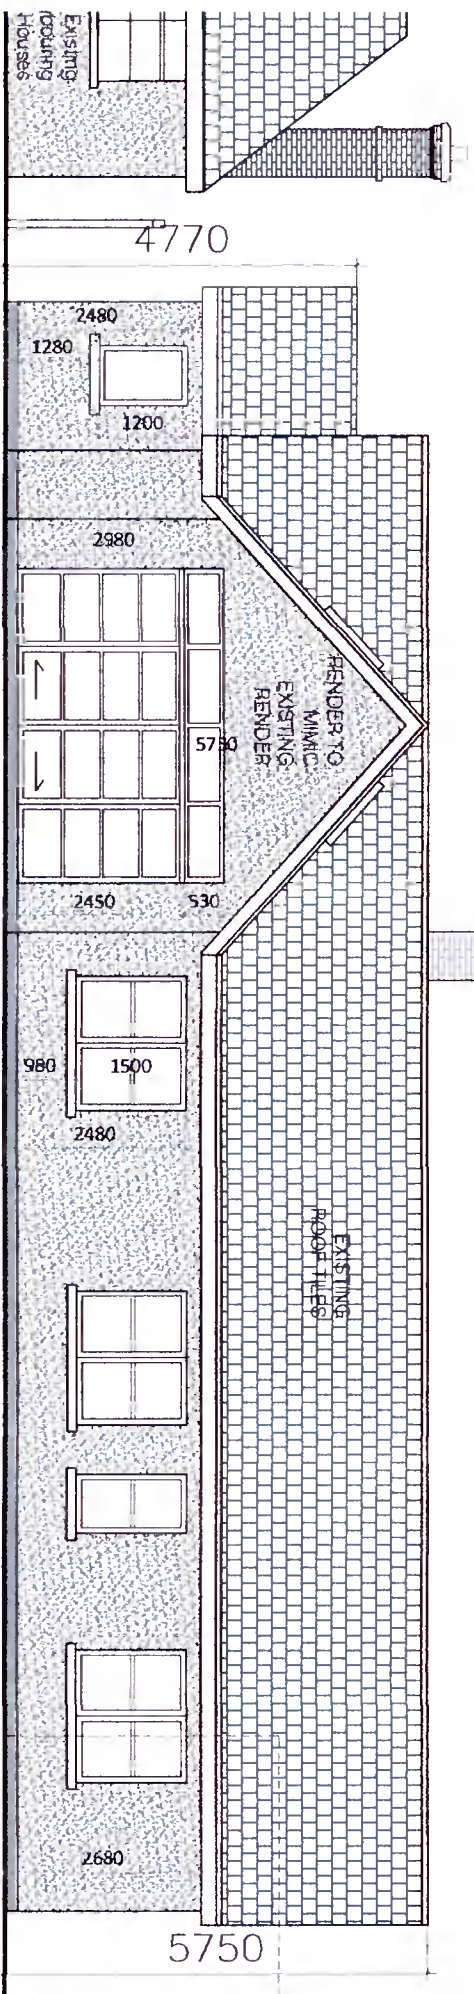 Existing
Houses
4770
2480
1280
1200
2980
RENDER TO
MIMIC
EXISTING
RENDER
5750
2450
530
980
1500
2480
EXISTING
ROOF TILES
2680
5750